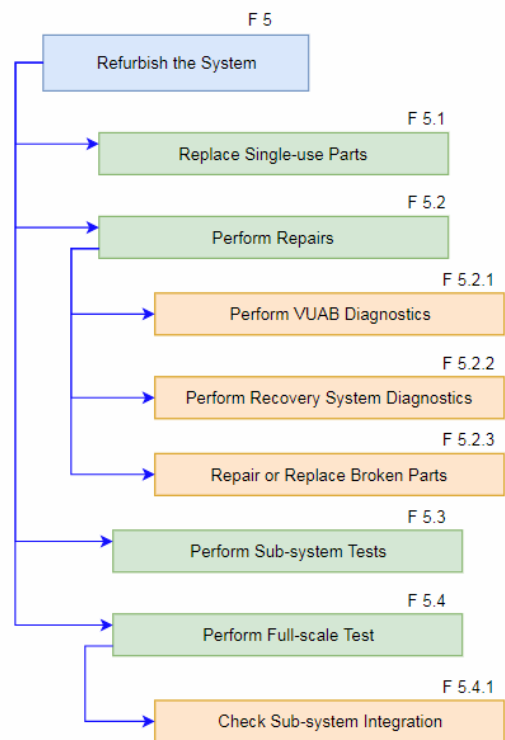 F 5
Refurbish the System
F 5.1
Replace Single-use Parts
F 5.2
Perform Repairs
F 5.2.1
Perform VUAB Diagnostics
F 5.2.2
Perform Recovery System Diagnostics
F 5.2.3
Repair or Replace Broken Parts
F 5.3
Perform Sub-system Tests
F 5.4
Perform Full-scale Test
F 5.4.1
Check Sub-system Integration